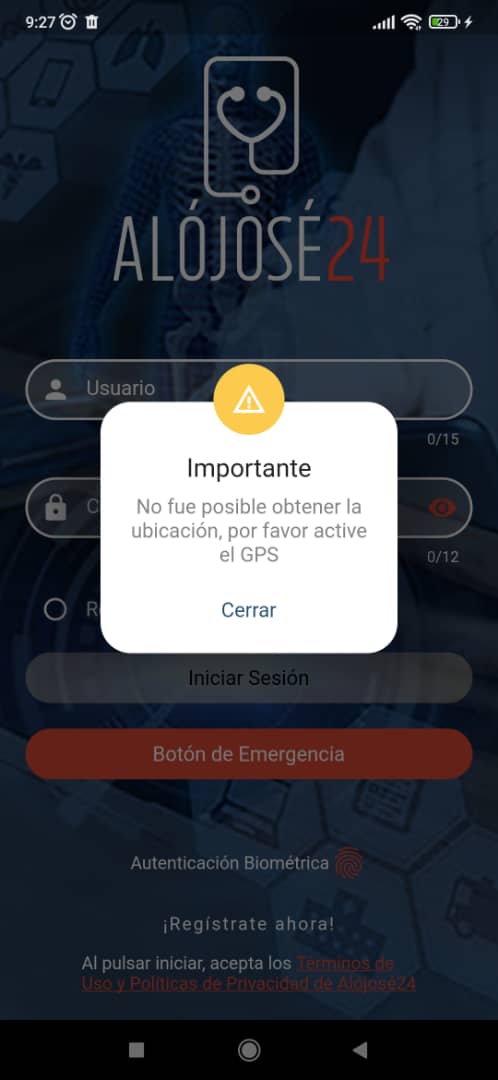 9:27
29
ALÓJOSÉ24
Usuario
0/15
Importante
No fue posible obtener la
ubicación, por favor active
el GPS
C
0/12
R
Cerrar
Iniciar Sesión
Botón de Emergencia
Autenticación Biométrica
¡Regístrate ahora!
Al pulsar iniciar, acepta los Terminos de
Uso y Políticas de Privacidad de Alójosé24